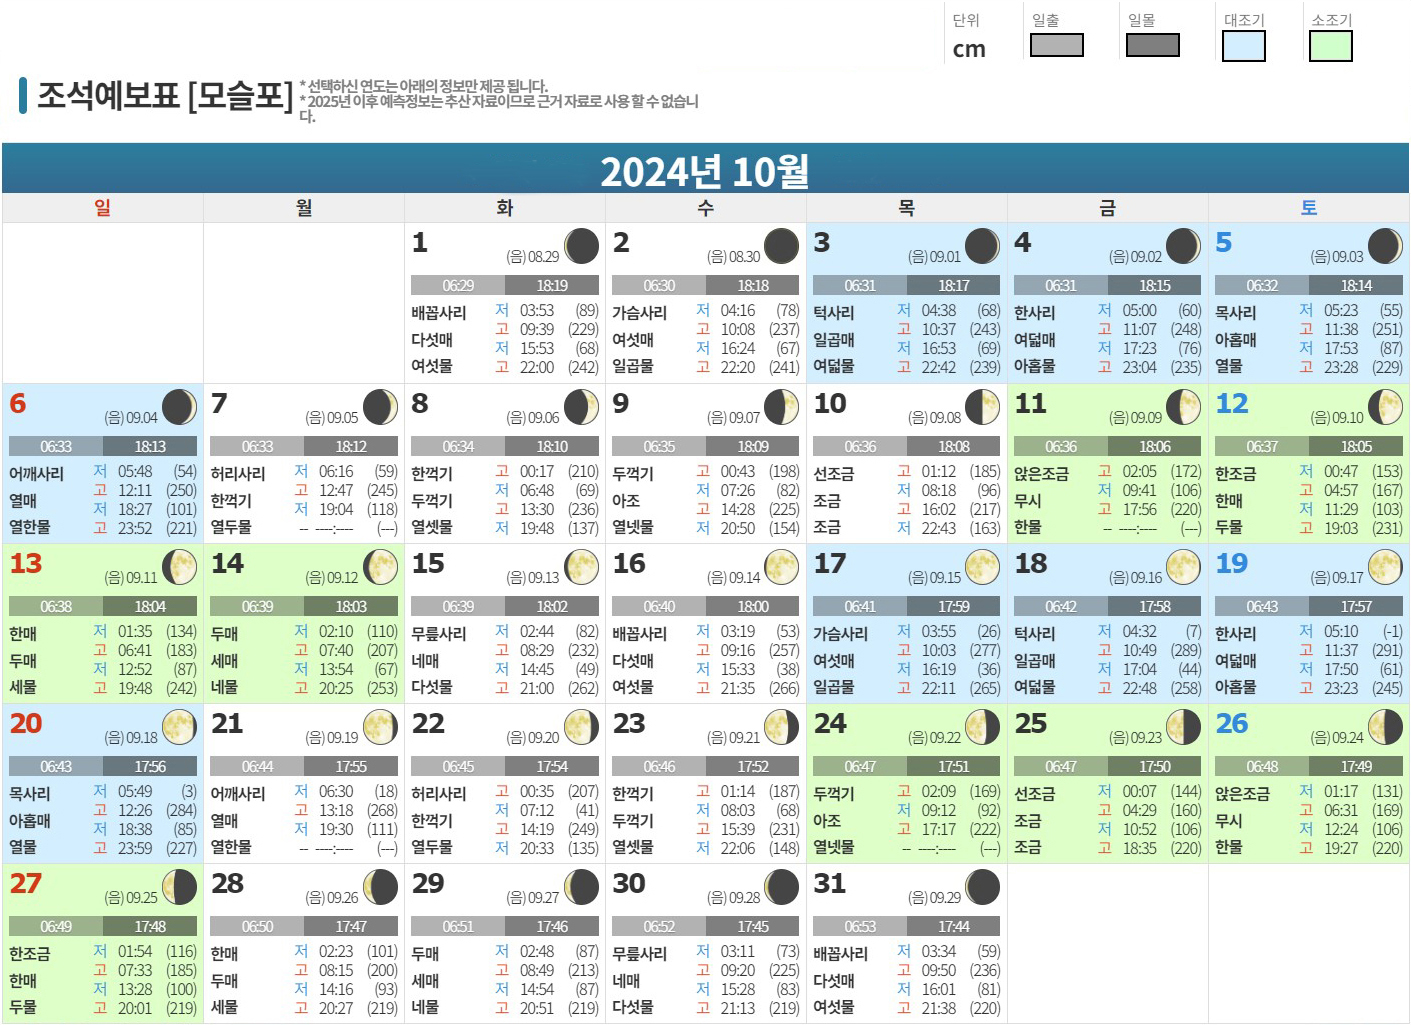 단위 일출 일몰 대조기 소조기
cm
조석예보표 [모슬포]
* 선택하신 연도는 아래의 정보만 제공 됩니다.
* 2025년 이후 예측정보는 추산 자료이므로 근거 자료로 사용 할 수 없습니
다.
2024년 10월
일 월 화 수 목 금 토
1 (음) 08.29
06:29 18:19
배꼽사리 다섯매 여섯물
저 03:53 (89)
고 09:39 (229)
저 15:53 (68)
고 22:00 (242)
2 (음) 08.30
06:30 18:18
가슴사리 여섯매 일곱물
저 04:16 (78)
고 10:08 (237)
저 16:24 (67)
고 22:20 (241)
3 (음) 09.01
06:31 18:17
턱사리 일곱매 여덟물
저 04:38 (68)
고 10:37 (243)
저 16:53 (69)
고 22:42 (239)
4 (음) 09.02
06:31 18:15
한사리 여덟매 아홉물
저 05:00 (60)
고 11:07 (248)
저 17:23 (76)
고 23:04 (235)
5 (음) 09.03
06:32 18:14
목사리 아홉매 열물
저 05:23 (55)
고 11:38 (251)
저 17:53 (87)
고 23:28 (229)
6 (음) 09.04
06:33 18:13
어깨사리 열매 열한물
저 05:48 (54)
고 12:11 (250)
저 18:27 (101)
고 23:52 (221)
7 (음) 09.05
06:33 18:12
허리사리 한꺽기 열두물
저 06:16 (59)
고 12:47 (245)
저 19:04 (118)
-- ----:---- (---)
8 (음) 09.06
06:34 18:10
한꺽기 두꺽기 열셋물
고 00:17 (210)
저 06:48 (69)
고 13:30 (236)
저 19:48 (137)
9 (음) 09.07
06:35 18:09
두꺽기 아조 열넷물
고 00:43 (198)
저 07:26 (82)
고 14:28 (225)
저 20:50 (154)
10 (음) 09.08
06:36 18:08
선조금 조금 조금
고 01:12 (185)
저 08:18 (96)
고 16:02 (217)
저 22:43 (163)
11 (음) 09.09
06:36 18:06
앉은조금 무시 한물
고 02:05 (172)
저 09:41 (106)
고 17:56 (220)
-- ----:---- (---)
12 (음) 09.10
06:37 18:05
한조금 한매 두물
저 00:47 (153)
고 04:57 (167)
저 11:29 (103)
고 19:03 (231)
13 (음) 09.11
06:38 18:04
한매 두매 세물
저 01:35 (134)
고 06:41 (183)
저 12:52 (87)
고 19:48 (242)
14 (음) 09.12
06:39 18:03
두매 세매 네물
저 02:10 (110)
고 07:40 (207)
저 13:54 (67)
고 20:25 (253)
15 (음) 09.13
06:39 18:02
무릎사리 네매 다섯물
저 02:44 (82)
고 08:29 (232)
저 14:45 (49)
고 21:00 (262)
16 (음) 09.14
06:40 18:00
배꼽사리 다섯매 여섯물
저 03:19 (53)
고 09:16 (257)
저 15:33 (38)
고 21:35 (266)
17 (음) 09.15
06:41 17:59
가슴사리 여섯매 일곱물
저 03:55 (26)
고 10:03 (277)
저 16:19 (36)
고 22:11 (265)
18 (음) 09.16
06:42 17:58
턱사리 일곱매 여덟물
저 04:32 (7)
고 10:49 (289)
저 17:04 (44)
고 22:48 (258)
19 (음) 09.17
06:43 17:57
한사리 여덟매 아홉물
저 05:10 (-1)
고 11:37 (291)
저 17:50 (61)
고 23:23 (245)
20 (음) 09.18
06:43 17:56
목사리 아홉매 열물
저 05:49 (3)
고 12:26 (284)
저 18:38 (85)
고 23:59 (227)
21 (음) 09.19
06:44 17:55
어깨사리 열매 열한물
저 06:30 (18)
고 13:18 (268)
저 19:30 (111)
-- ----:---- (---)
22 (음) 09.20
06:45 17:54
허리사리 한꺽기 열두물
고 00:35 (207)
저 07:12 (41)
고 14:19 (249)
저 20:33 (135)
23 (음) 09.21
06:46 17:52
한꺽기 두꺽기 열셋물
고 01:14 (187)
저 08:03 (68)
고 15:39 (231)
저 22:06 (148)
24 (음) 09.22
06:47 17:51
두꺽기 아조 열넷물
고 02:09 (169)
저 09:12 (92)
고 17:17 (222)
-- ----:---- (---)
25 (음) 09.23
06:47 17:50
선조금 조금 조금
저 00:07 (144)
고 04:29 (160)
저 10:52 (106)
고 18:35 (220)
26 (음) 09.24
06:48 17:49
앉은조금 무시 한물
저 01:17 (131)
고 06:31 (169)
저 12:24 (106)
고 19:27 (220)
27 (음) 09.25
06:49 17:48
한조금 한매 두물
저 01:54 (116)
고 07:33 (185)
저 13:28 (100)
고 20:01 (219)
28 (음) 09.26
06:50 17:47
한매 두매 세물
저 02:23 (101)
고 08:15 (200)
저 14:16 (93)
고 20:27 (219)
29 (음) 09.27
06:51 17:46
두매 세매 네물
저 02:48 (87)
고 08:49 (213)
저 14:54 (87)
고 20:51 (219)
30 (음) 09.28
06:52 17:45
무릎사리 네매 다섯물
저 03:11 (73)
고 09:20 (225)
저 15:28 (83)
고 21:13 (219)
31 (음) 09.29
06:53 17:44
배꼽사리 다섯매 여섯물
저 03:34 (59)
고 09:50 (236)
저 16:01 (81)
고 21:38 (220)